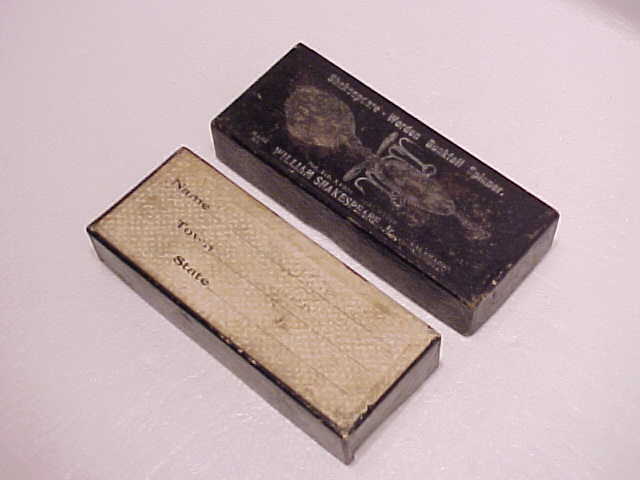 Shakespeare - Worden Bucktail Spinner.
WILLIAM SHAKESPEARE
Name
Town
State